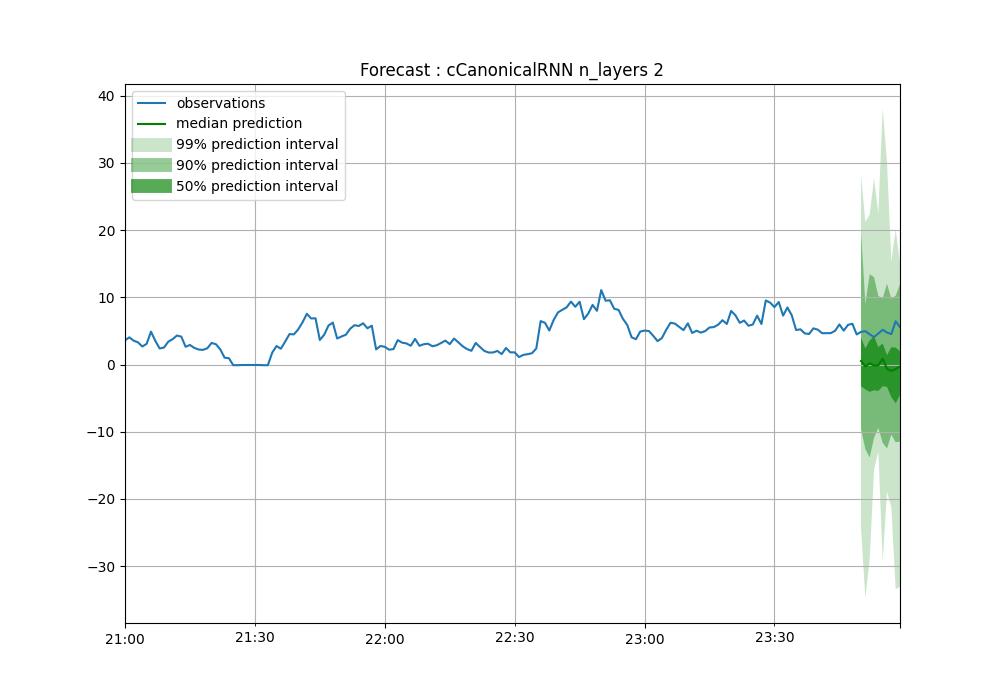 Forecast : cCanonicalRNN n_layers 2
observations
median prediction
99% prediction interval
90% prediction interval
50% prediction interval
40
30
20
10
0
−10
−20
−30
21:00
21:30
22:00
22:30
23:00
23:30